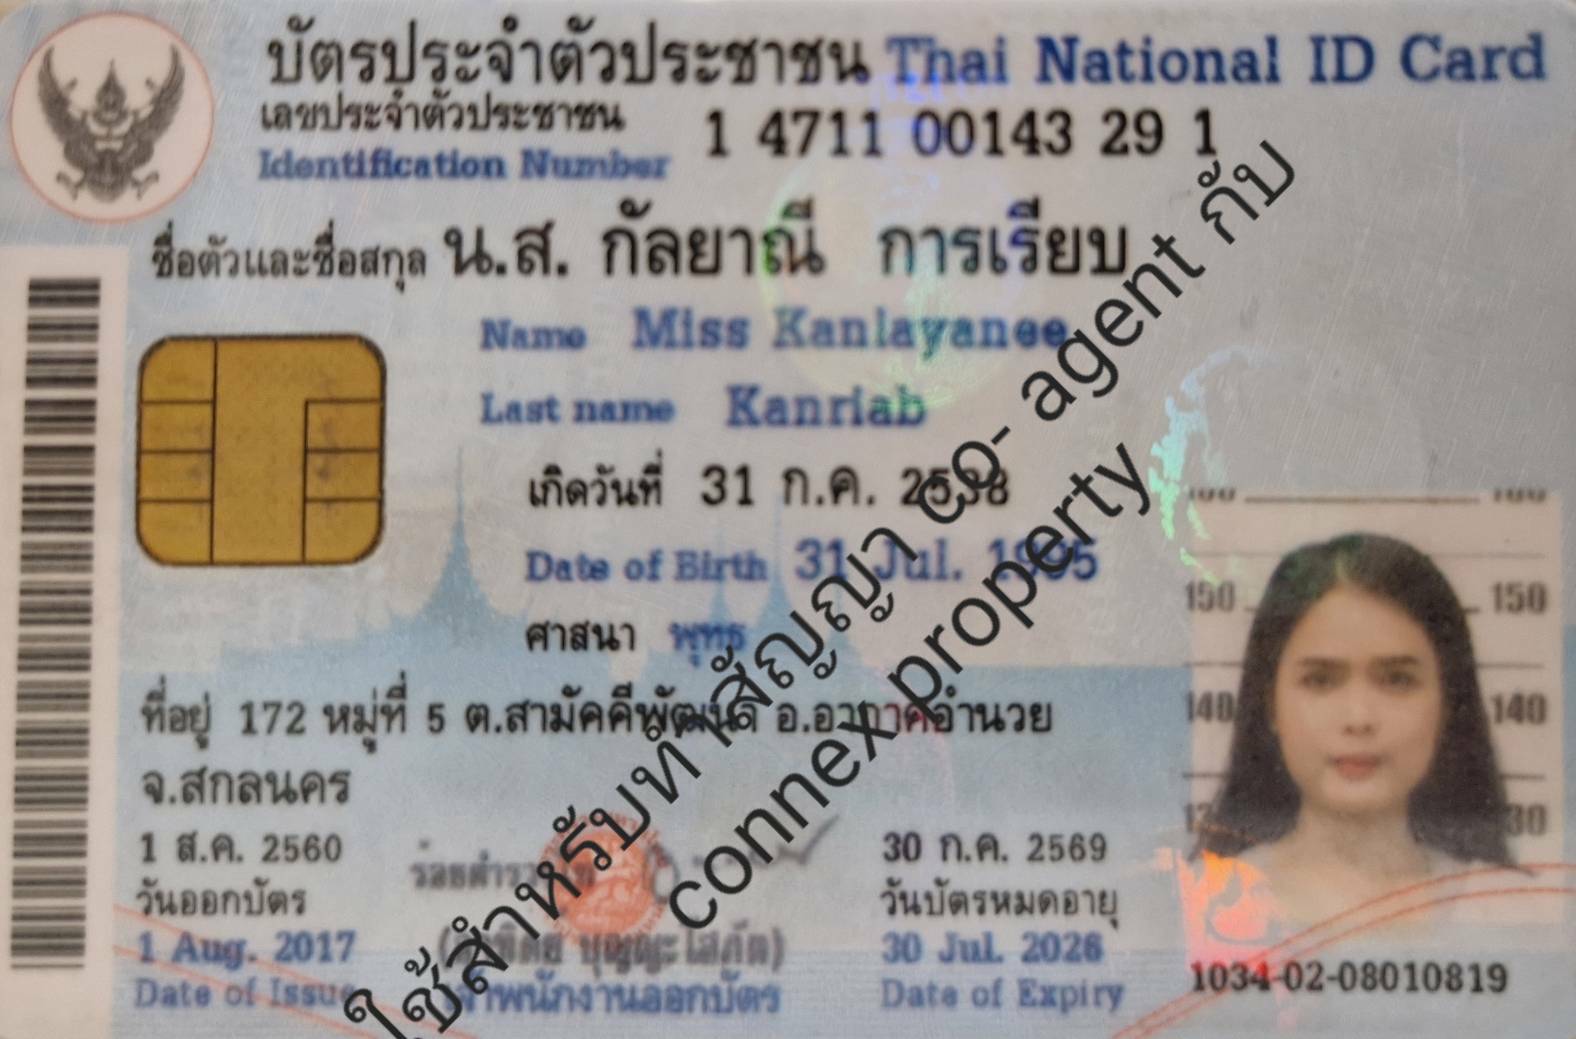 บัตรประจำตัวประชาชน Thai National ID Card
เลขประจำตัวประชาชน
Identification Number 1 4711 00143 29 1
ชื่อตัวและชื่อสกุล น.ส. กัลยาณี การเรียบ
Name Miss Kanlayanee
Last name Kanriab
เกิดวันที่ 31 ก.ค. 2538
Date of Birth 31 Jul. 1995
ศาสนา พุทธ
ที่อยู่ 172 หมู่ที่ 5 ต.สามัคคีพัฒนา อ.อากาศอำนวย
จ.สกลนคร
1 ส.ค. 2560
วันออกบัตร
1 Aug. 2017
Date of Issue
เจ้าพนักงานออกบัตร
30 ก.ค. 2569
วันบัตรหมดอายุ
30 Jul. 2026
Date of Expiry
150 150
140 140
1034-02-08010819
ใช้สำหรับทำสัญญา co- agent กับ
connex property